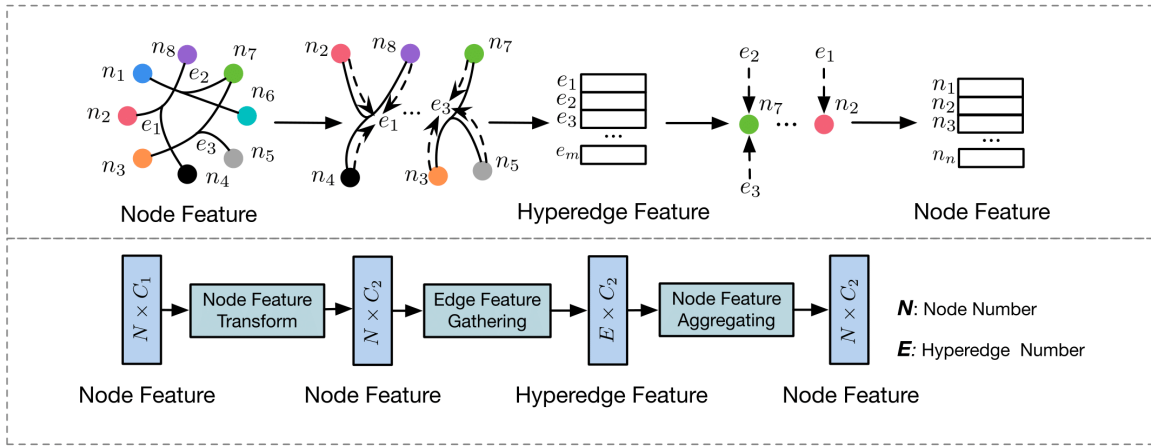 n8
n7
n1
e2
n6
n2
e1
e3
n5
n3
n4
n2
n8
n7
e1
...
e3
n4
n3
n5
e1
e2
e3
...
em
e2
e1
n7
...
n2
e3
n1
n2
n3
...
nn
Node Feature
Hyperedge Feature
Node Feature
N × C1
Node Feature
Transform
N × C2
Edge Feature
Gathering
E × C2
Node Feature
Aggregating
N × C2
N: Node Number
E: Hyperedge Number
Node Feature
Node Feature
Hyperedge Feature
Node Feature